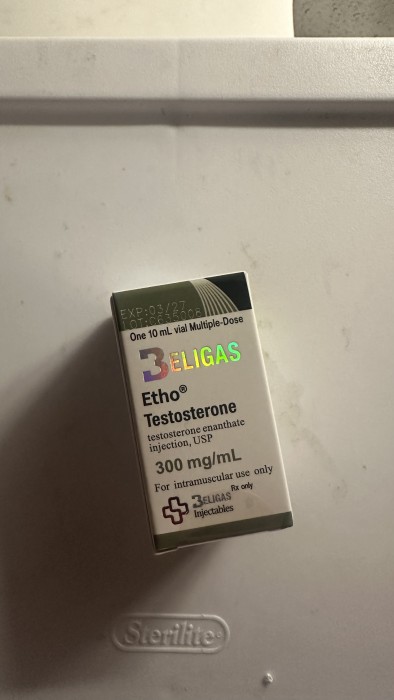 EXP:03/27
One 10 mL vial Multiple-Dose
BELIGAS
Etho®
Testosterone
testosterone enanthate
injection, USP
300 mg/mL
For intramuscular use only
Rx only
BELIGAS
Injectables
Sterilite®